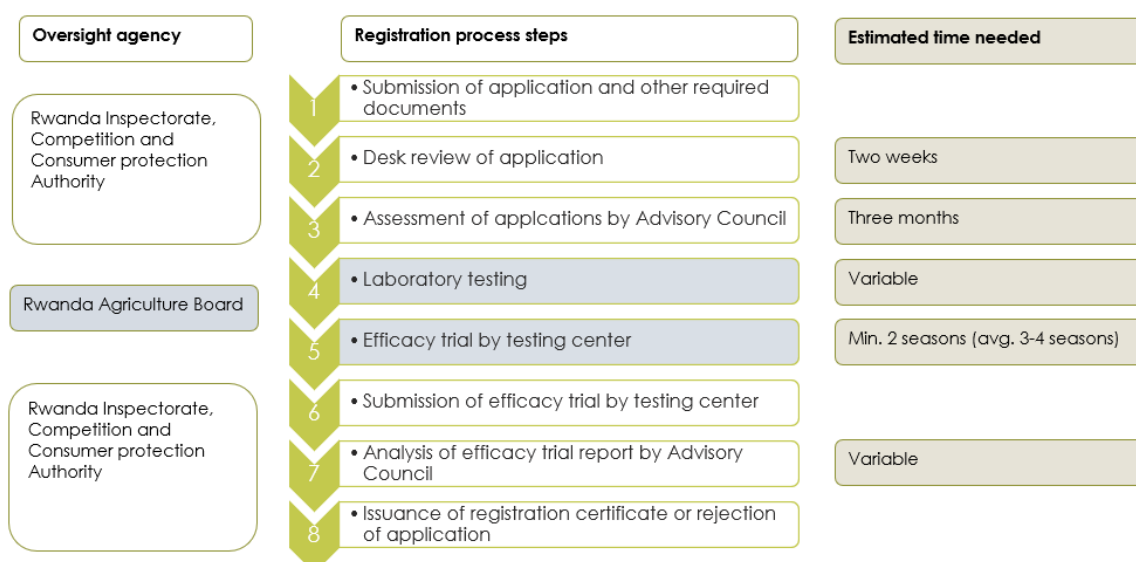 Oversight agency
Registration process steps
Estimated time needed
Rwanda Inspectorate,
Competition and
Consumer protection
Authority
1
• Submission of application and other required
documents
2
• Desk review of application
Two weeks
3
• Assessment of applcations by Advisory Council
Three months
Rwanda Agriculture Board
4
• Laboratory testing
Variable
5
• Efficacy trial by testing center
Min. 2 seasons (avg. 3-4 seasons)
Rwanda Inspectorate,
Competition and
Consumer protection
Authority
6
• Submission of efficacy trial by testing center
7
• Analysis of efficacy trial report by Advisory
Council
Variable
8
• Issuance of registration certificate or rejection
of application